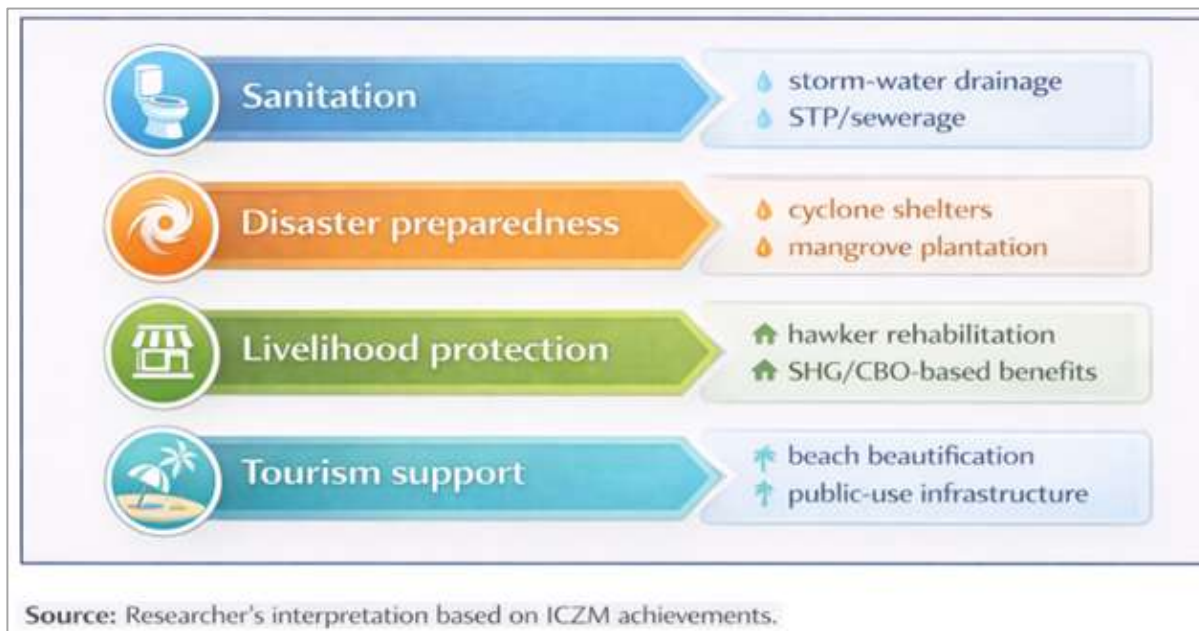 Sanitation
storm-water drainage
STP/sewerage
Disaster preparedness
cyclone shelters
mangrove plantation
Livelihood protection
hawker rehabilitation
SHG/CBO-based benefits
Tourism support
beach beautification
public-use infrastructure
Source: Researcher's interpretation based on ICZM achievements.